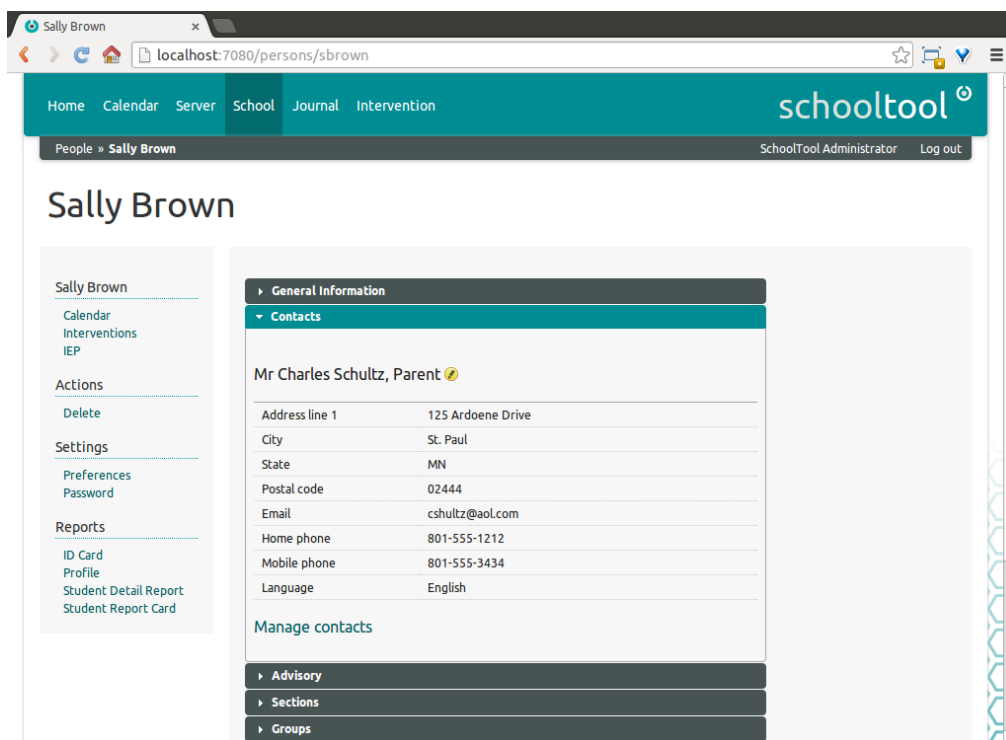 Sally Brown
localhost:7080/persons/sbrown
Home Calendar Server School Journal Intervention
schooltool
People » Sally Brown
SchoolTool Administrator Log out
Sally Brown
Sally Brown
Calendar
Interventions
IEP
Actions
Delete
Settings
Preferences
Password
Reports
ID Card
Profile
Student Detail Report
Student Report Card
General Information
Contacts
Mr Charles Schultz, Parent
Address line 1 125 Ardoene Drive
City St. Paul
State MN
Postal code 02444
Email cshultz@aol.com
Home phone 801-555-1212
Mobile phone 801-555-3434
Language English
Manage contacts
Advisory
Sections
Groups